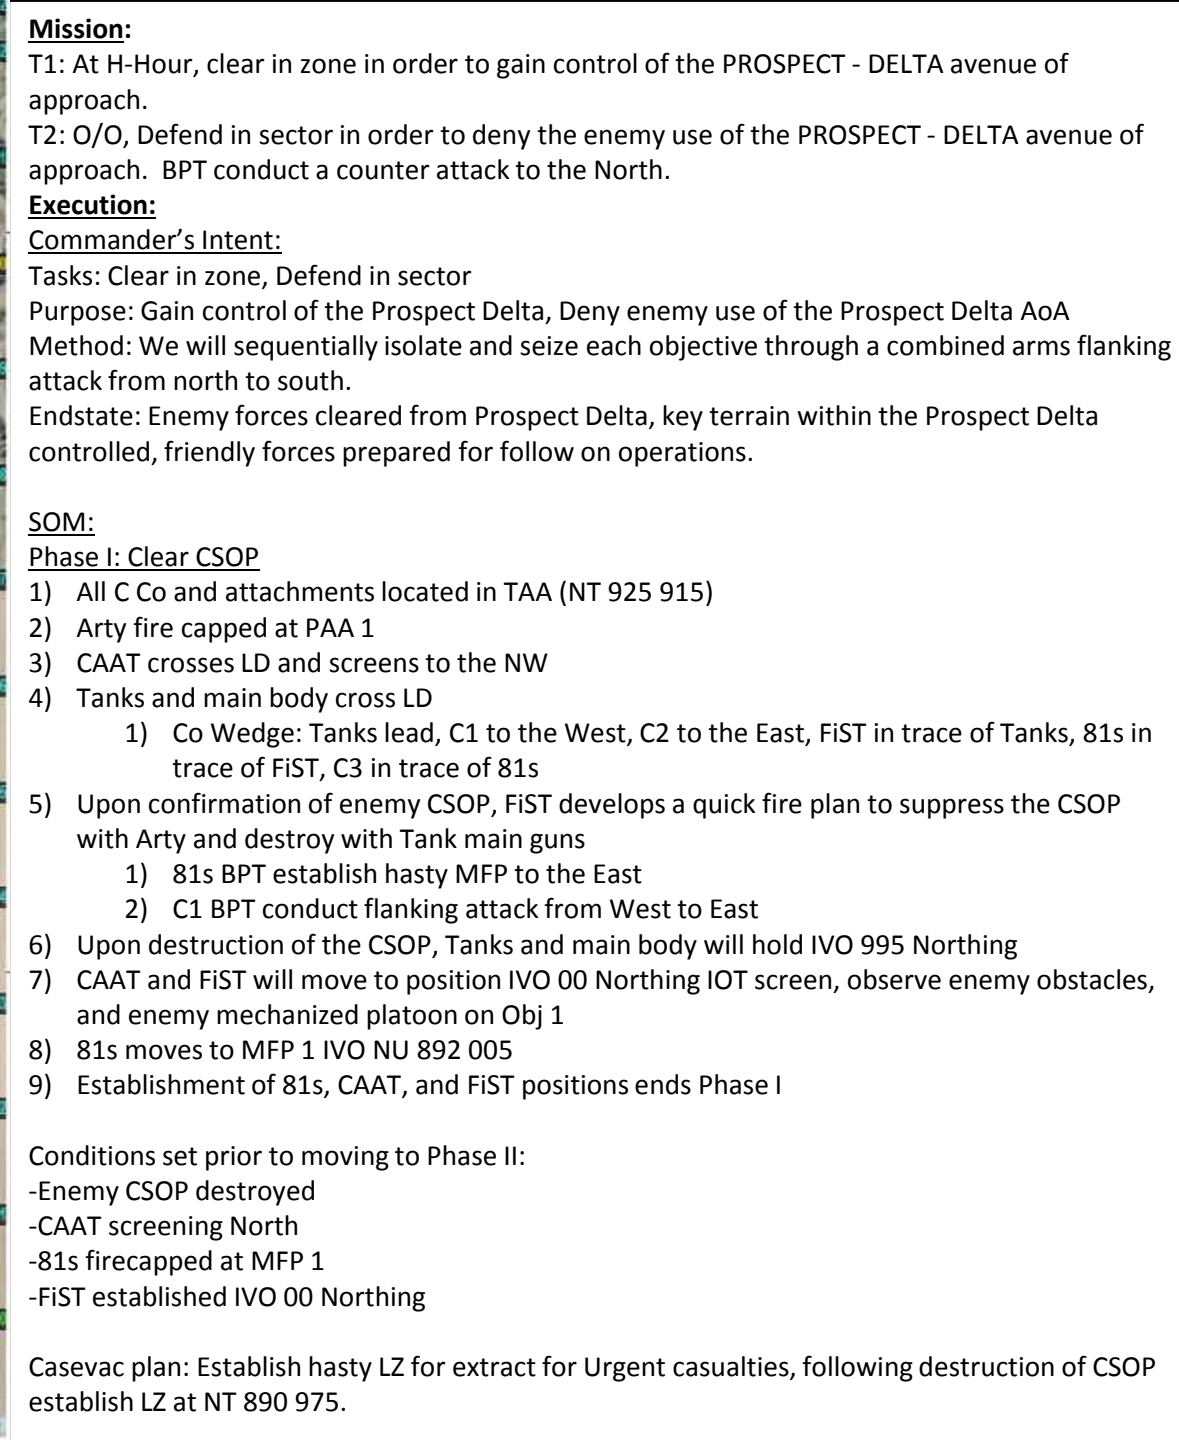 Mission:
T1: At H-Hour, clear in zone in order to gain control of the PROSPECT - DELTA avenue of
approach.
T2: O/O, Defend in sector in order to deny the enemy use of the PROSPECT - DELTA avenue of
approach.  BPT conduct a counter attack to the North.
Execution:
Commander's Intent:
Tasks: Clear in zone, Defend in sector
Purpose: Gain control of the Prospect Delta, Deny enemy use of the Prospect Delta AoA
Method: We will sequentially isolate and seize each objective through a combined arms flanking
attack from north to south.
Endstate: Enemy forces cleared from Prospect Delta, key terrain within the Prospect Delta
controlled, friendly forces prepared for follow on operations.
SOM:
Phase I: Clear CSOP
1) All C Co and attachments located in TAA (NT 925 915)
2) Arty fire capped at PAA 1
3) CAAT crosses LD and screens to the NW
4) Tanks and main body cross LD
1) Co Wedge: Tanks lead, C1 to the West, C2 to the East, FiST in trace of Tanks, 81s in
trace of FiST, C3 in trace of 81s
5) Upon confirmation of enemy CSOP, FiST develops a quick fire plan to suppress the CSOP
with Arty and destroy with Tank main guns
1) 81s BPT establish hasty MFP to the East
2) C1 BPT conduct flanking attack from West to East
6) Upon destruction of the CSOP, Tanks and main body will hold IVO 995 Northing
7) CAAT and FiST will move to position IVO 00 Northing IOT screen, observe enemy obstacles,
and enemy mechanized platoon on Obj 1
8) 81s moves to MFP 1 IVO NU 892 005
9) Establishment of 81s, CAAT, and FiST positions ends Phase I
Conditions set prior to moving to Phase II:
-Enemy CSOP destroyed
-CAAT screening North
-81s firecapped at MFP 1
-FiST established IVO 00 Northing
Casevac plan: Establish hasty LZ for extract for Urgent casualties, following destruction of CSOP
establish LZ at NT 890 975.